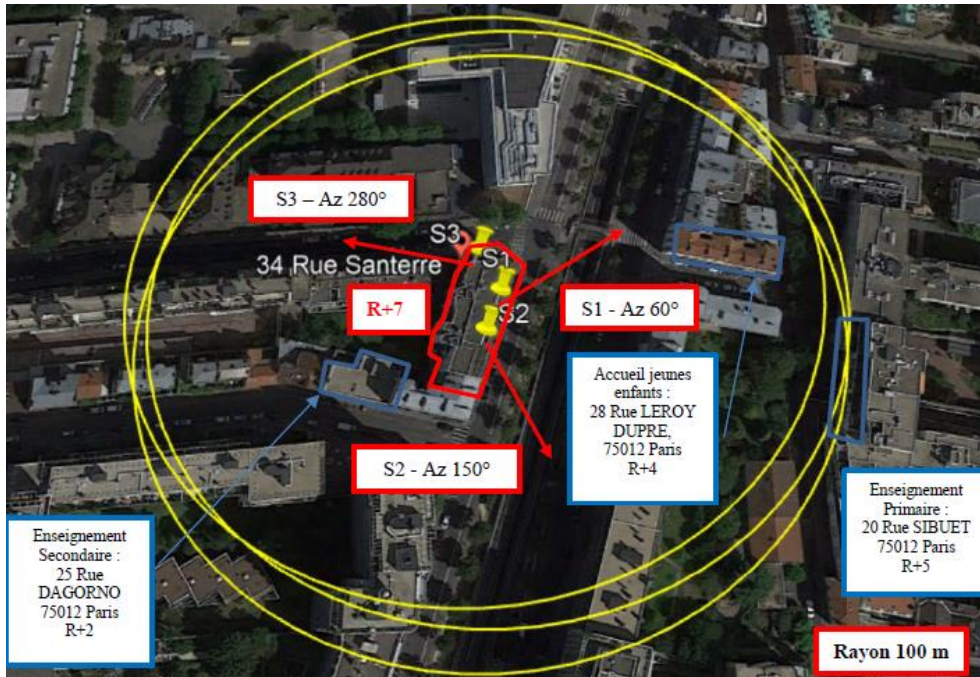 S3 – Az 280°
S3
34 Rue Santerre
S1
R+7
S2
S1 - Az 60°
Accueil jeunes
enfants :
28 Rue LEROY
DUPRE,
75012 Paris
R+4
S2 - Az 150°
Enseignement
Secondaire :
25 Rue
DAGORNO
75012 Paris
R+2
Enseignement
Primaire :
20 Rue SIBUET
75012 Paris
R+5
Rayon 100 m